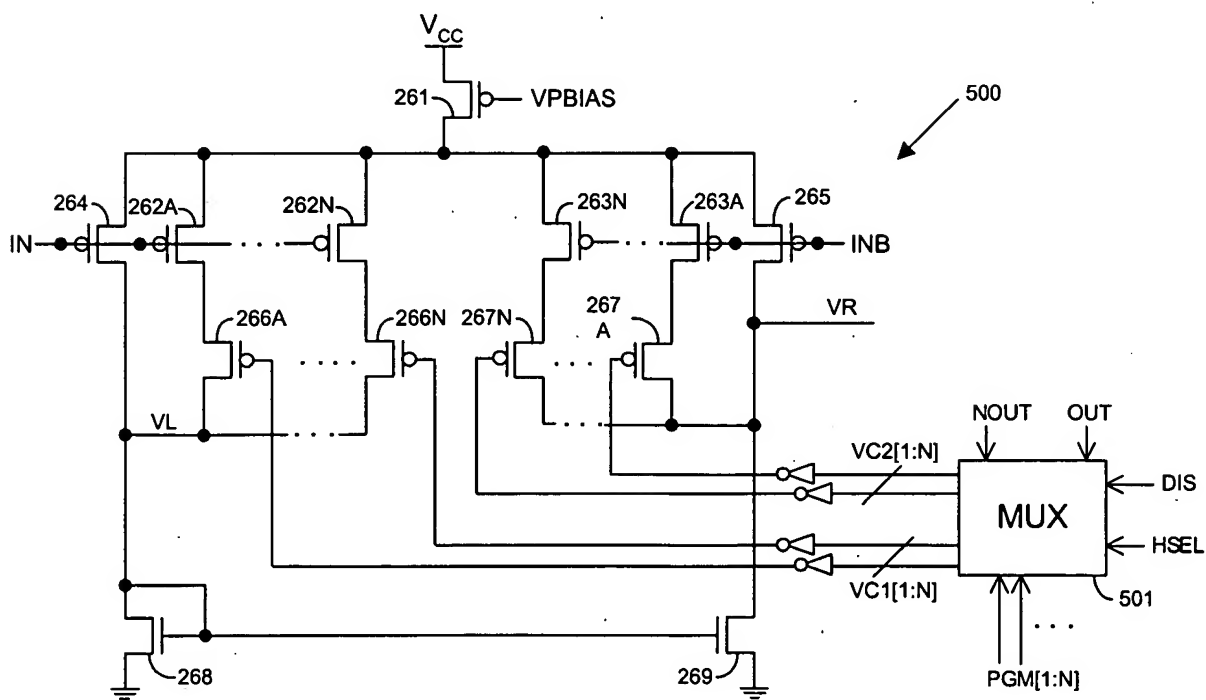 VCC
261
VPBIAS
500
264
262A
262N
263N
263A
265
IN
INB
266A
266N
267N
267
A
VR
VL
NOUT
OUT
VC2[1:N]
DIS
MUX
HSEL
VC1[1:N]
501
268
269
PGM[1:N]